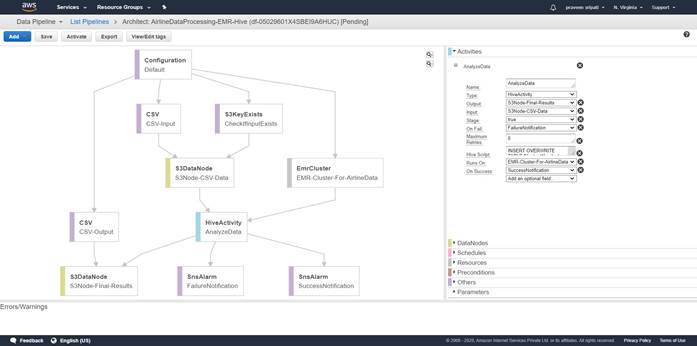 aws Services Resource Groups praveen sripati N. Virginia Support
Data Pipeline List Pipelines > Architect: AirlineDataProcessing-EMR-Hive (df-05029601X4SBEI9A6HUC) [Pending]
Add Save Activate Export View/Edit tags
Configuration
Default
CSV
CSV-Input
S3KeyExists
CheckIfInputExists
S3DataNode
S3Node-CSV-Data
EmrCluster
EMR-Cluster-For-AirlineData
CSV
CSV-Output
HiveActivity
AnalyzeData
S3DataNode
S3Node-Final-Results
SnsAlarm
FailureNotification
SnsAlarm
SuccessNotification
Activities
AnalyzeData
Name: AnalyzeData
Type: HiveActivity
Output: S3Node-Final-Results
Input: S3Node-CSV-Data
Stage: true
On Fail: FailureNotification
Maximum Retries: 0
Hive Script: INSERT OVERWRITE
Runs On: EMR-Cluster-For-AirlineData
On Success: SuccessNotification
Add an optional field...
DataNodes
Schedules
Resources
Preconditions
Others
Parameters
Errors/Warnings
Feedback English (US) © 2008 - 2020, Amazon Internet Services Private Ltd. or its affiliates. All rights reserved. Privacy Policy Terms of Use